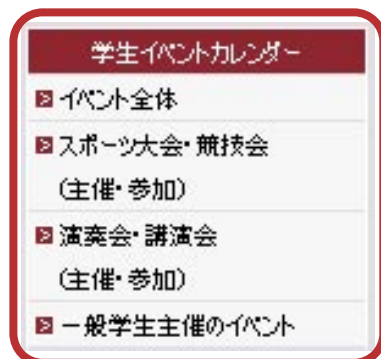 学生イベントカレンダー
イベント全体
スポーツ大会・競技会
(主催・参加)
演奏会・講演会
(主催・参加)
一般学生主催のイベント